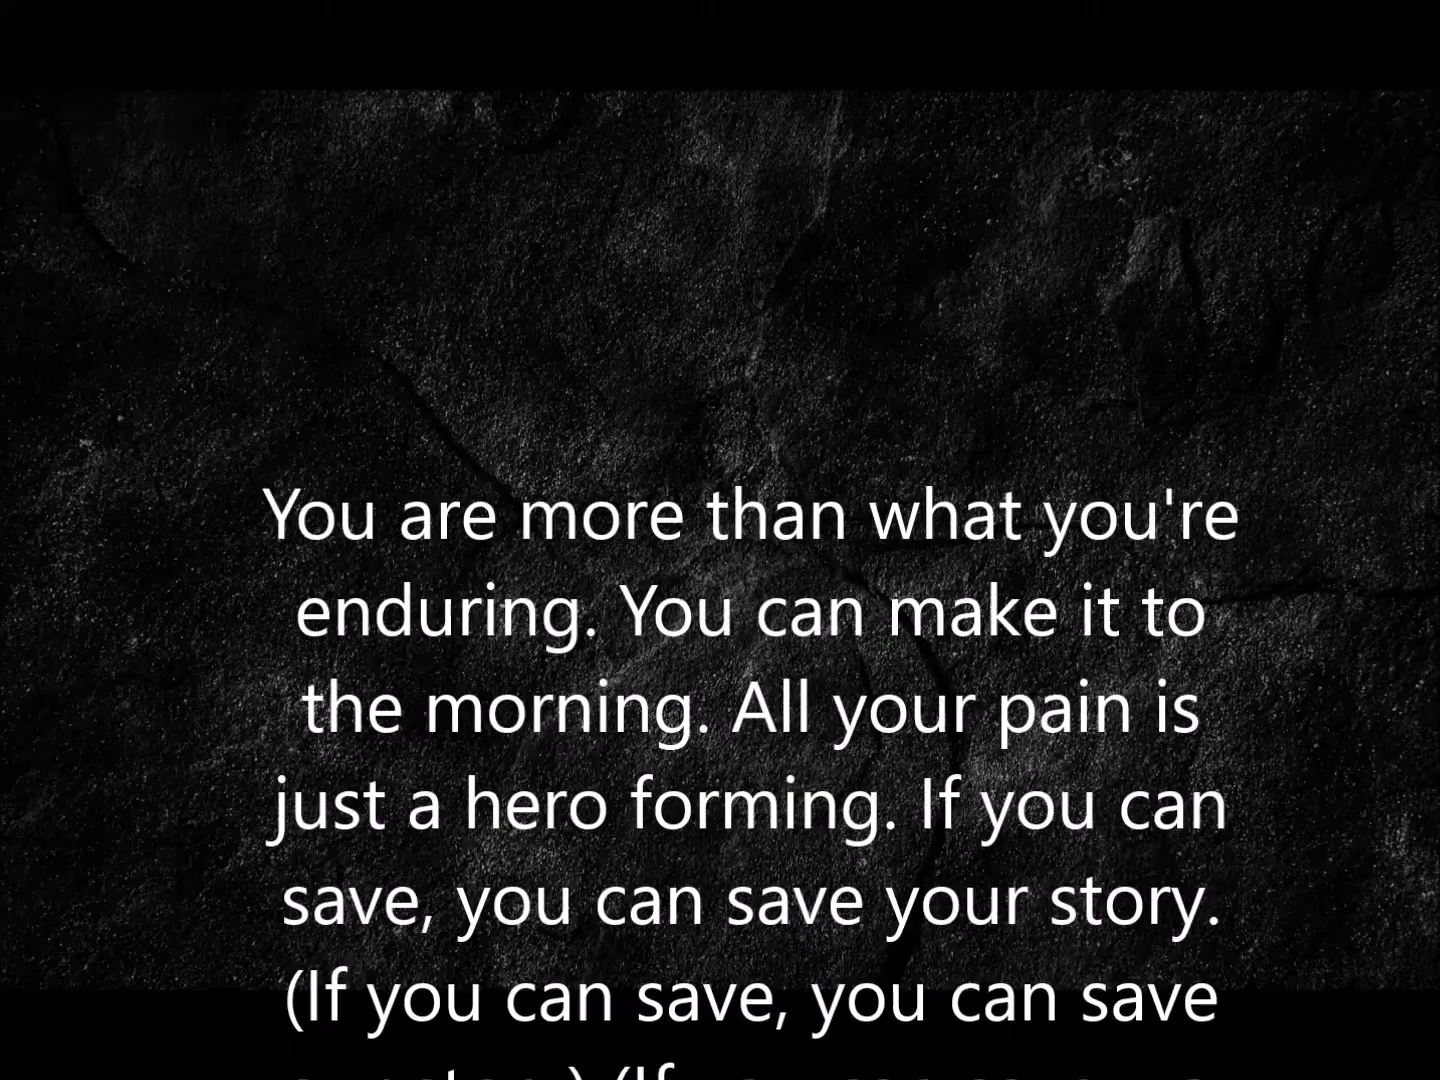 You are more than what you're
enduring. You can make it to
the morning. All your pain is
just a hero forming. If you can
save, you can save your story.
(If you can save, you can save